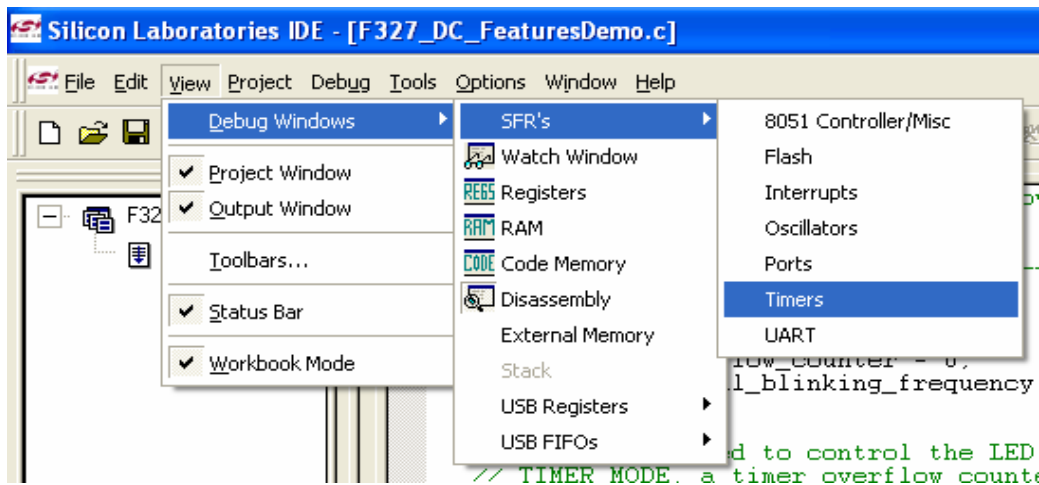 Silicon Laboratories IDE - [F327_DC_FeaturesDemo.c]
File Edit View Project Debug Tools Options Window Help
Debug Windows
Project Window
Output Window
Toolbars...
Status Bar
Workbook Mode
SFR's
Watch Window
REGS Registers
RAM RAM
CODE Code Memory
Disassembly
External Memory
Stack
USB Registers
USB FIFOs
8051 Controller/Misc
Flash
Interrupts
Oscillators
Ports
Timers
UART
F32
l_blinking_frequency
d to control the LED
// TIMER MODE, a timer overflow counte